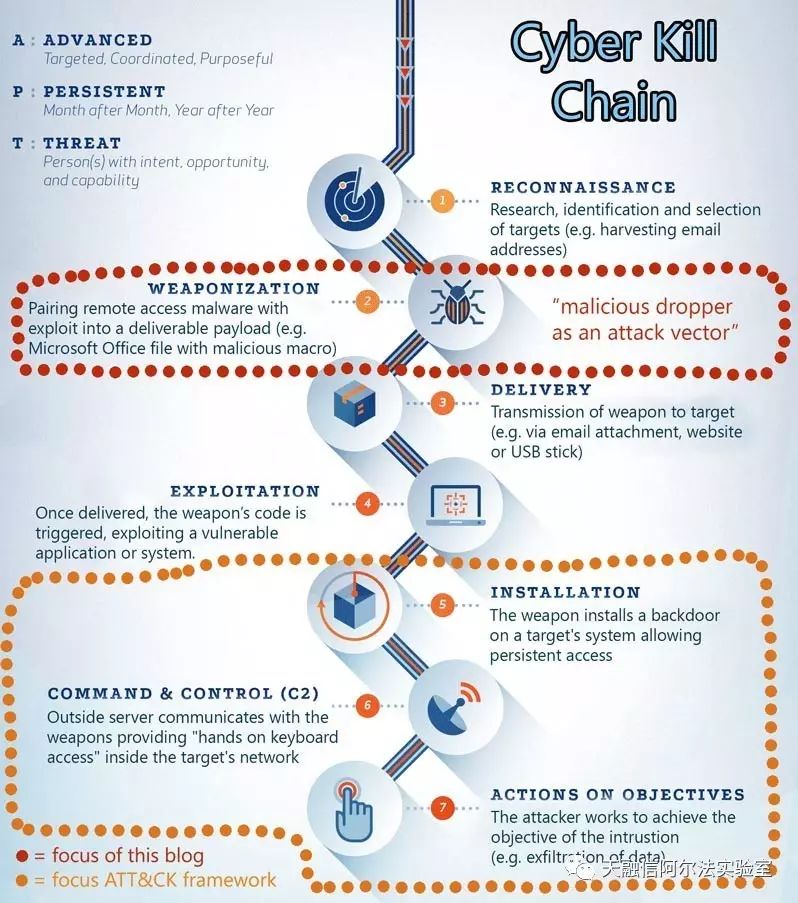 A : ADVANCED
Targeted, Coordinated, Purposeful
P : PERSISTENT
Month after Month, Year after Year
T : THREAT
Person(s) with intent, opportunity,
and capability
Cyber Kill
Chain
1
RECONNAISSANCE
Research, identification and selection
of targets (e.g. harvesting email
addresses)
WEAPONIZATION
2
Pairing remote access malware with
exploit into a deliverable payload (e.g.
Microsoft Office file with malicious macro)
"malicious dropper
as an attack vector"
3
DELIVERY
Transmission of weapon to target
(e.g. via email attachment, website
or USB stick)
EXPLOITATION
4
Once delivered, the weapon's code is
triggered, exploiting a vulnerable
application or system.
5
INSTALLATION
The weapon installs a backdoor
on a target's system allowing
persistent access
COMMAND & CONTROL (C2)
6
Outside server communicates with the
weapons providing "hands on keyboard
access" inside the target's network
7
ACTIONS ON OBJECTIVES
The attacker works to achieve the
objective of the intrusion
(e.g. exfiltration of data)
= focus of this blog
= focus ATT&CK framework
天融信阿尔法实验室